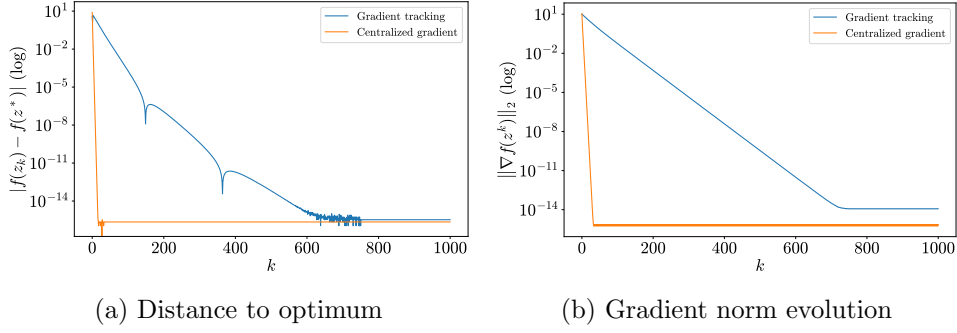 |f(z_k) − f(z^*)| (log)
10^1
10^{-2}
10^{-5}
10^{-8}
10^{-11}
10^{-14}
Gradient tracking
Centralized gradient
0 200 400 600 800 1000
k
(a) Distance to optimum
||∇f(z^k)||_2 (log)
10^1
10^{-2}
10^{-5}
10^{-8}
10^{-11}
10^{-14}
Gradient tracking
Centralized gradient
0 200 400 600 800 1000
k
(b) Gradient norm evolution